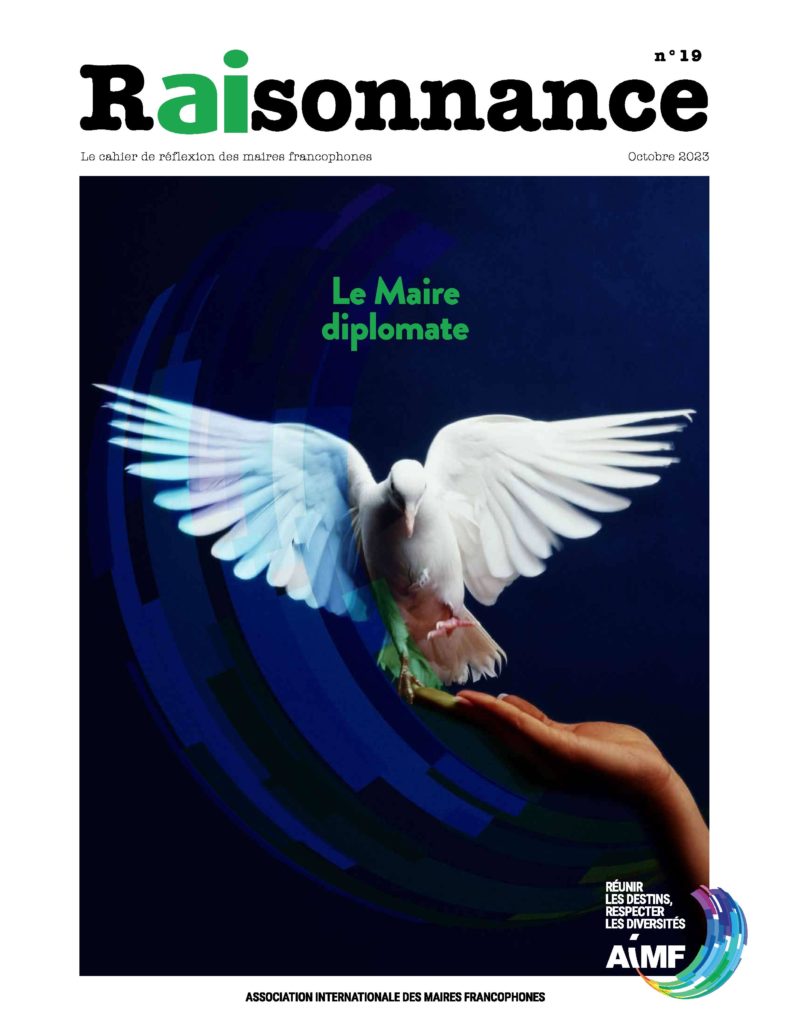 n°19
Raisonnance
Le cahier de réflexion des maires francophones
Octobre 2023
Le Maire
diplomate
RÉUNIR
LES DESTINS,
RESPECTER
LES DIVERSITÉS
AiMF
ASSOCIATION INTERNATIONALE DES MAIRES FRANCOPHONES